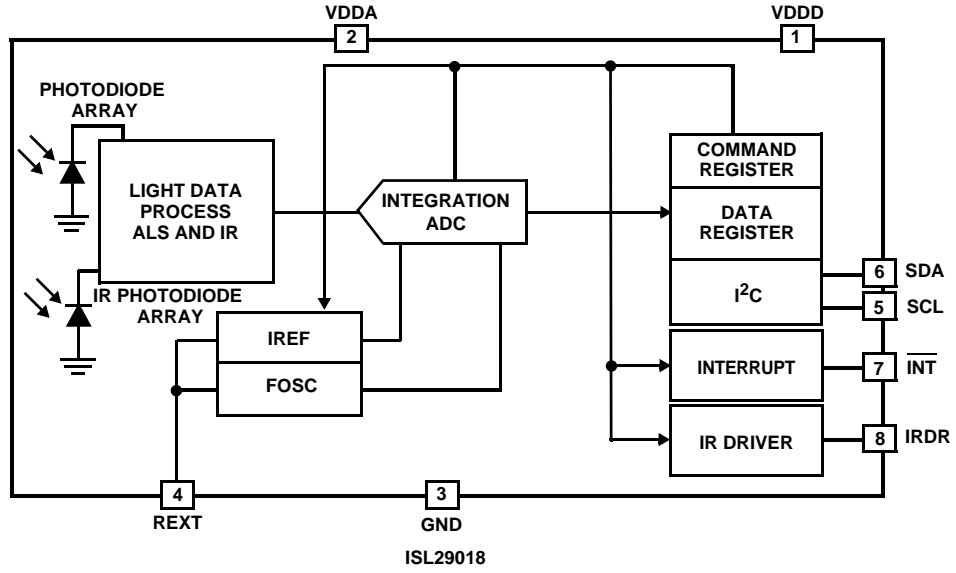 VDDA
VDDD
2
1
PHOTODIODE
ARRAY
COMMAND
REGISTER
LIGHT DATA
PROCESS
ALS AND IR
INTEGRATION
ADC
DATA
REGISTER
I²C
6 SDA
5 SCL
IR PHOTODIODE
ARRAY
IREF
FOSC
INTERRUPT
7 INT
IR DRIVER
8 IRDR
4
3
REXT
GND
ISL29018